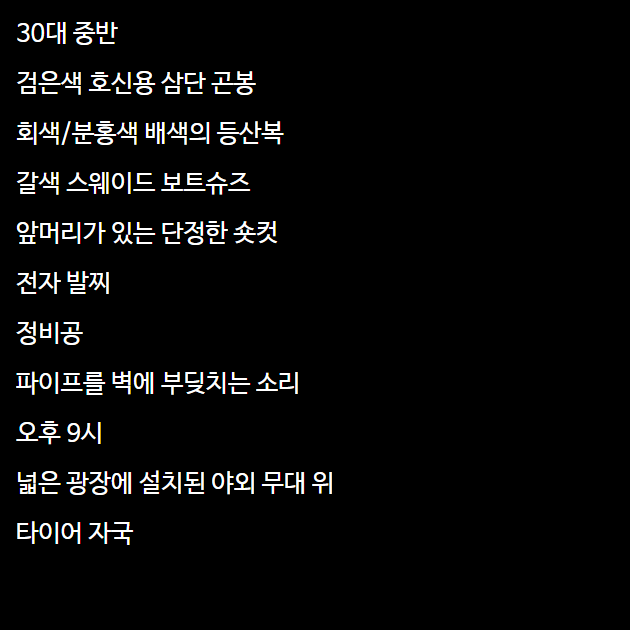 30대 중반
검은색 호신용 삼단 곤봉
회색/분홍색 배색의 등산복
갈색 스웨이드 보트슈즈
앞머리가 있는 단정한 숏컷
전자 발찌
정비공
파이프를 벽에 부딪치는 소리
오후 9시
넓은 광장에 설치된 야외 무대 위
타이어 자국